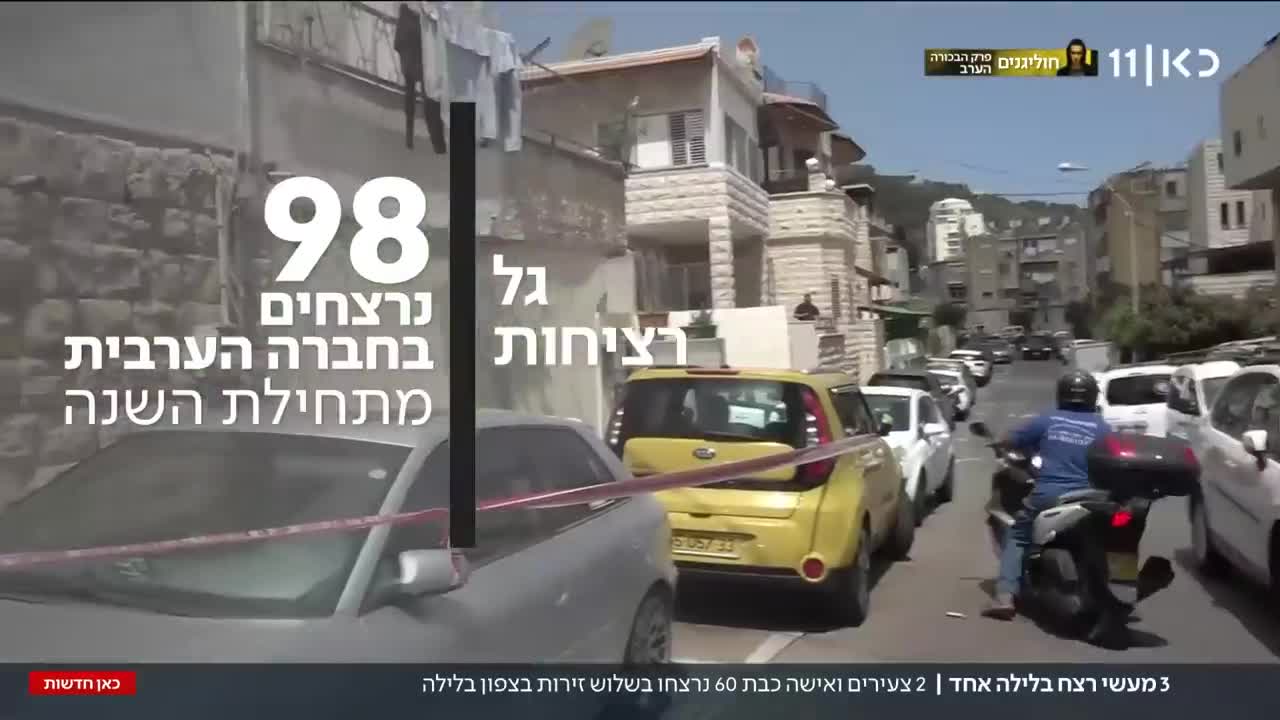 כאן 11
חוליגנים
פרק הבכורה
הערב
גל
רציחות
98
נרצחים
בחברה הערבית
מתחילת השנה
3 מעשי רצח בלילה אחד | 2 צעירים ואישה כבת 60 נרצחו בשלוש זירות בצפון בלילה
כאן חדשות